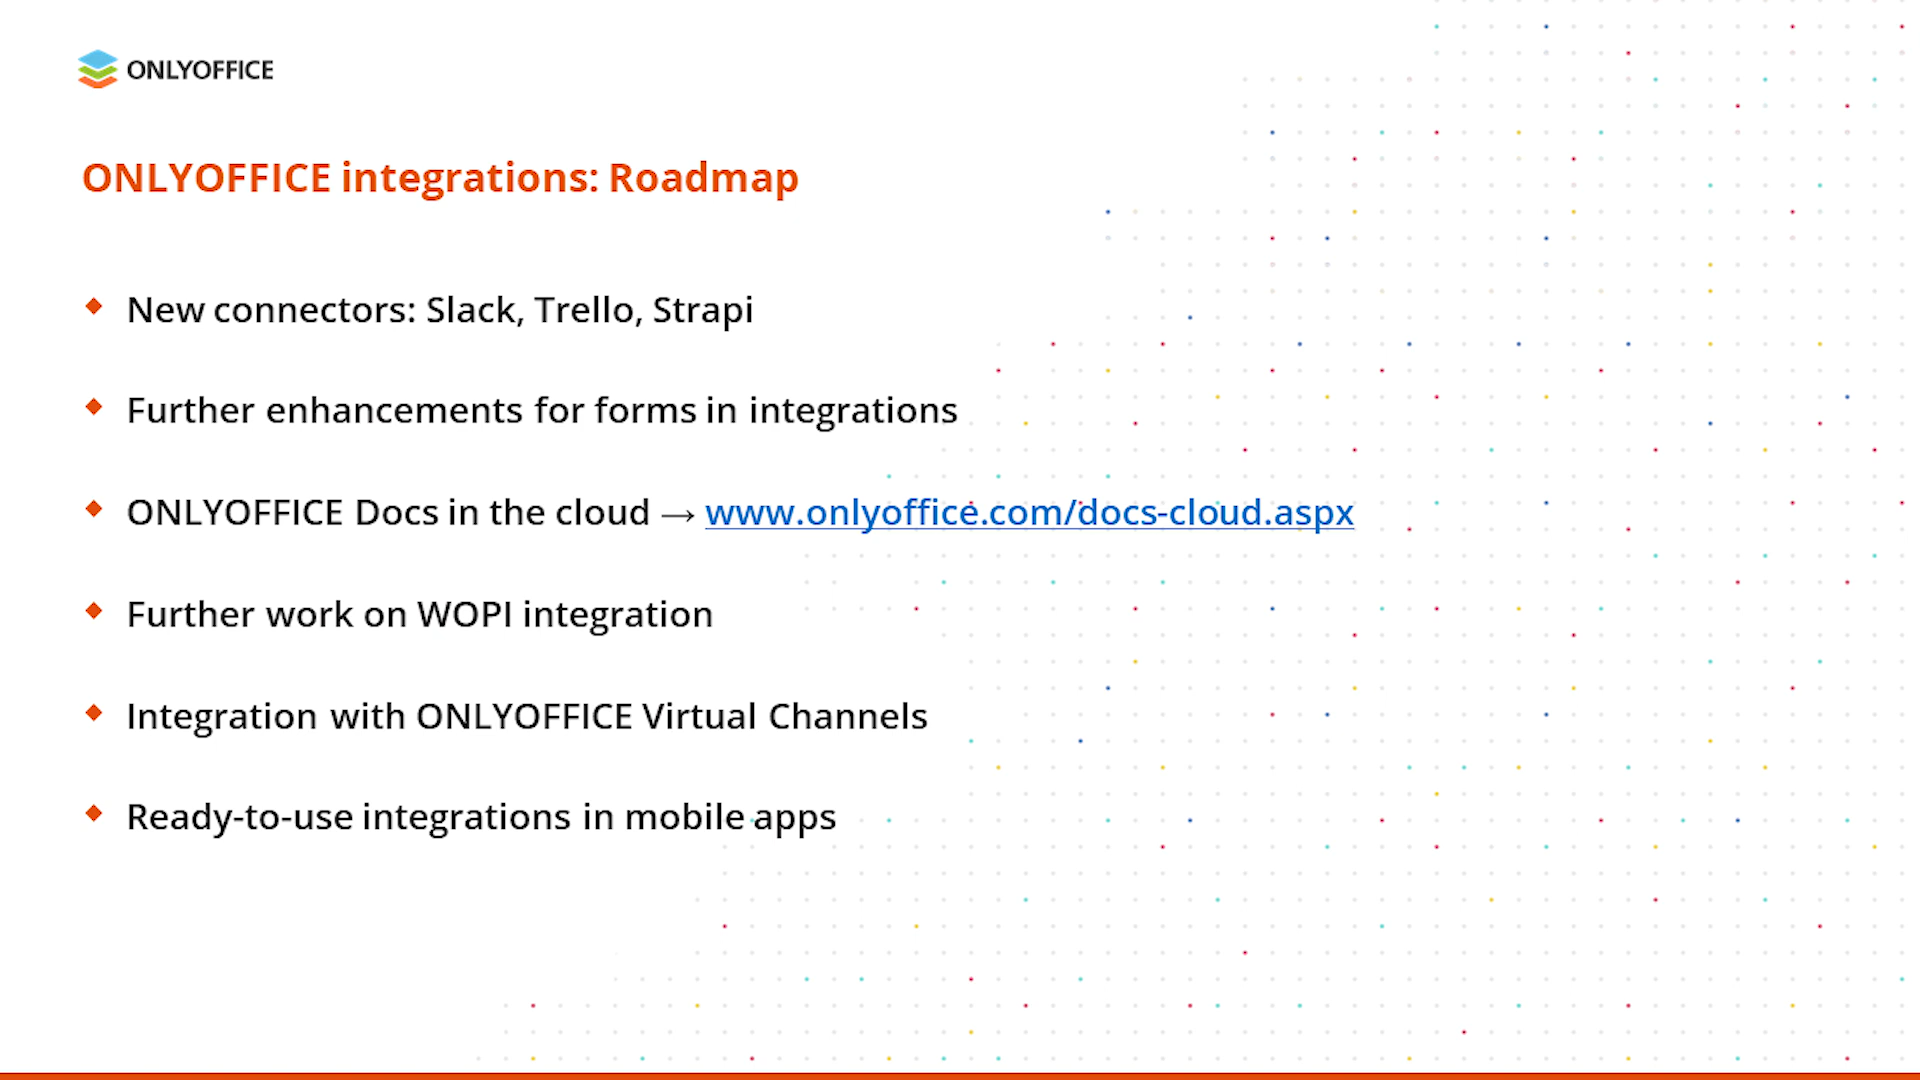 ONLYOFFICE
ONLYOFFICE integrations: Roadmap
New connectors: Slack, Trello, Strapi
Further enhancements for forms in integrations
ONLYOFFICE Docs in the cloud → www.onlyoffice.com/docs-cloud.aspx
Further work on WOPI integration
Integration with ONLYOFFICE Virtual Channels
Ready-to-use integrations in mobile apps